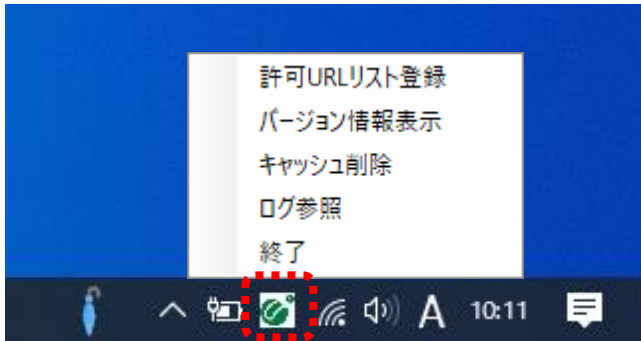 許可URLリスト登録
バージョン情報表示
キャッシュ削除
ログ参照
終了
A 10:11